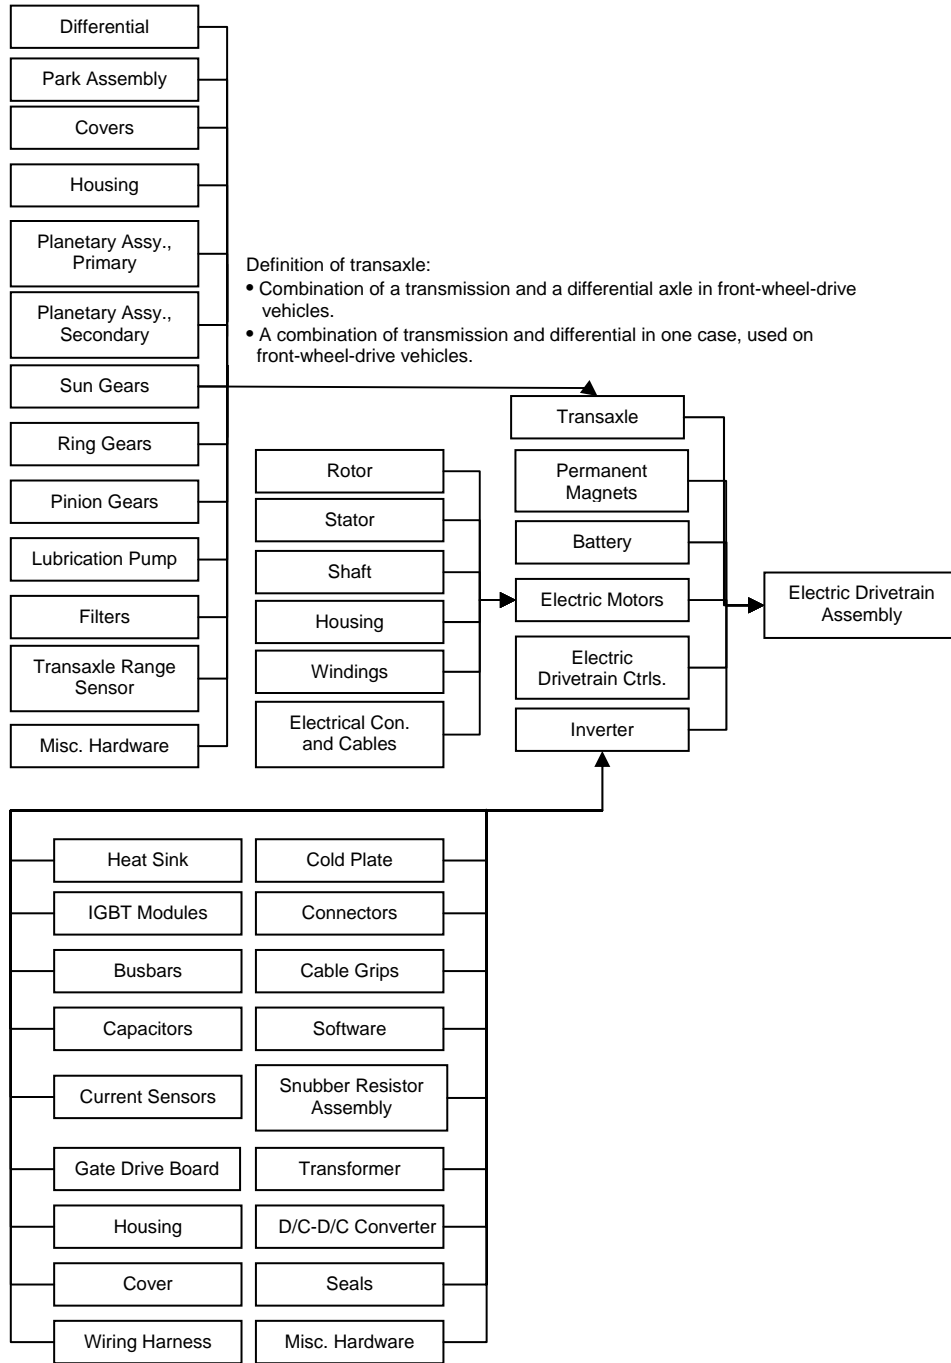 Differential
Park Assembly
Covers
Housing
Planetary Assy.,
Primary
Planetary Assy.,
Secondary
Sun Gears
Ring Gears
Pinion Gears
Lubrication Pump
Filters
Transaxle Range
Sensor
Misc. Hardware
Definition of transaxle:
• Combination of a transmission and a differential axle in front-wheel-drive
vehicles.
• A combination of transmission and differential in one case, used on
front-wheel-drive vehicles.
Rotor
Stator
Shaft
Housing
Windings
Electrical Con.
and Cables
Transaxle
Permanent
Magnets
Battery
Electric Motors
Electric
Drivetrain Ctrls.
Inverter
Electric Drivetrain
Assembly
Heat Sink
IGBT Modules
Busbars
Capacitors
Current Sensors
Gate Drive Board
Housing
Cover
Wiring Harness
Cold Plate
Connectors
Cable Grips
Software
Snubber Resistor
Assembly
Transformer
D/C-D/C Converter
Seals
Misc. Hardware